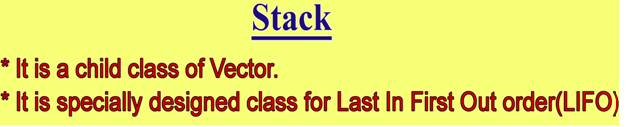 Stack
* It is a child class of Vector.
* It is specially designed class for Last In First Out order(LIFO)